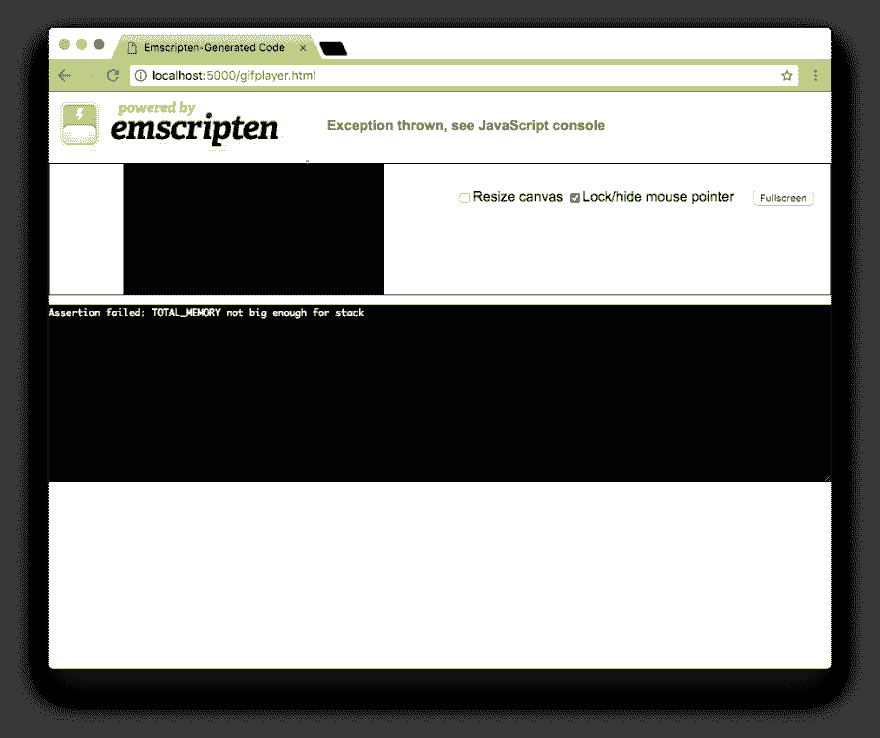 Emscripten-Generated Code
localhost:5000/gifplayer.html
powered by
emscripten
Exception thrown, see JavaScript console
Resize canvas Lock/hide mouse pointer Fullscreen
Assertion failed: TOTAL_MEMORY not big enough for stack